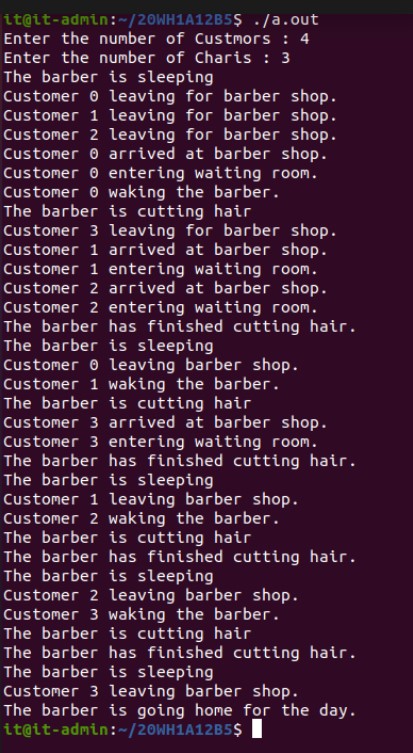 it@it-admin:~/20WH1A12B5$ ./a.out
Enter the number of Custmors : 4
Enter the number of Charis : 3
The barber is sleeping
Customer 0 leaving for barber shop.
Customer 1 leaving for barber shop.
Customer 2 leaving for barber shop.
Customer 0 arrived at barber shop.
Customer 0 entering waiting room.
Customer 0 waking the barber.
The barber is cutting hair
Customer 3 leaving for barber shop.
Customer 1 arrived at barber shop.
Customer 1 entering waiting room.
Customer 2 arrived at barber shop.
Customer 2 entering waiting room.
The barber has finished cutting hair.
The barber is sleeping
Customer 0 leaving barber shop.
Customer 1 waking the barber.
The barber is cutting hair
Customer 3 arrived at barber shop.
Customer 3 entering waiting room.
The barber has finished cutting hair.
The barber is sleeping
Customer 1 leaving barber shop.
Customer 2 waking the barber.
The barber is cutting hair
The barber has finished cutting hair.
The barber is sleeping
Customer 2 leaving barber shop.
Customer 3 waking the barber.
The barber is cutting hair
The barber has finished cutting hair.
The barber is sleeping
Customer 3 leaving barber shop.
The barber is going home for the day.
it@it-admin:~/20WH1A12B5$